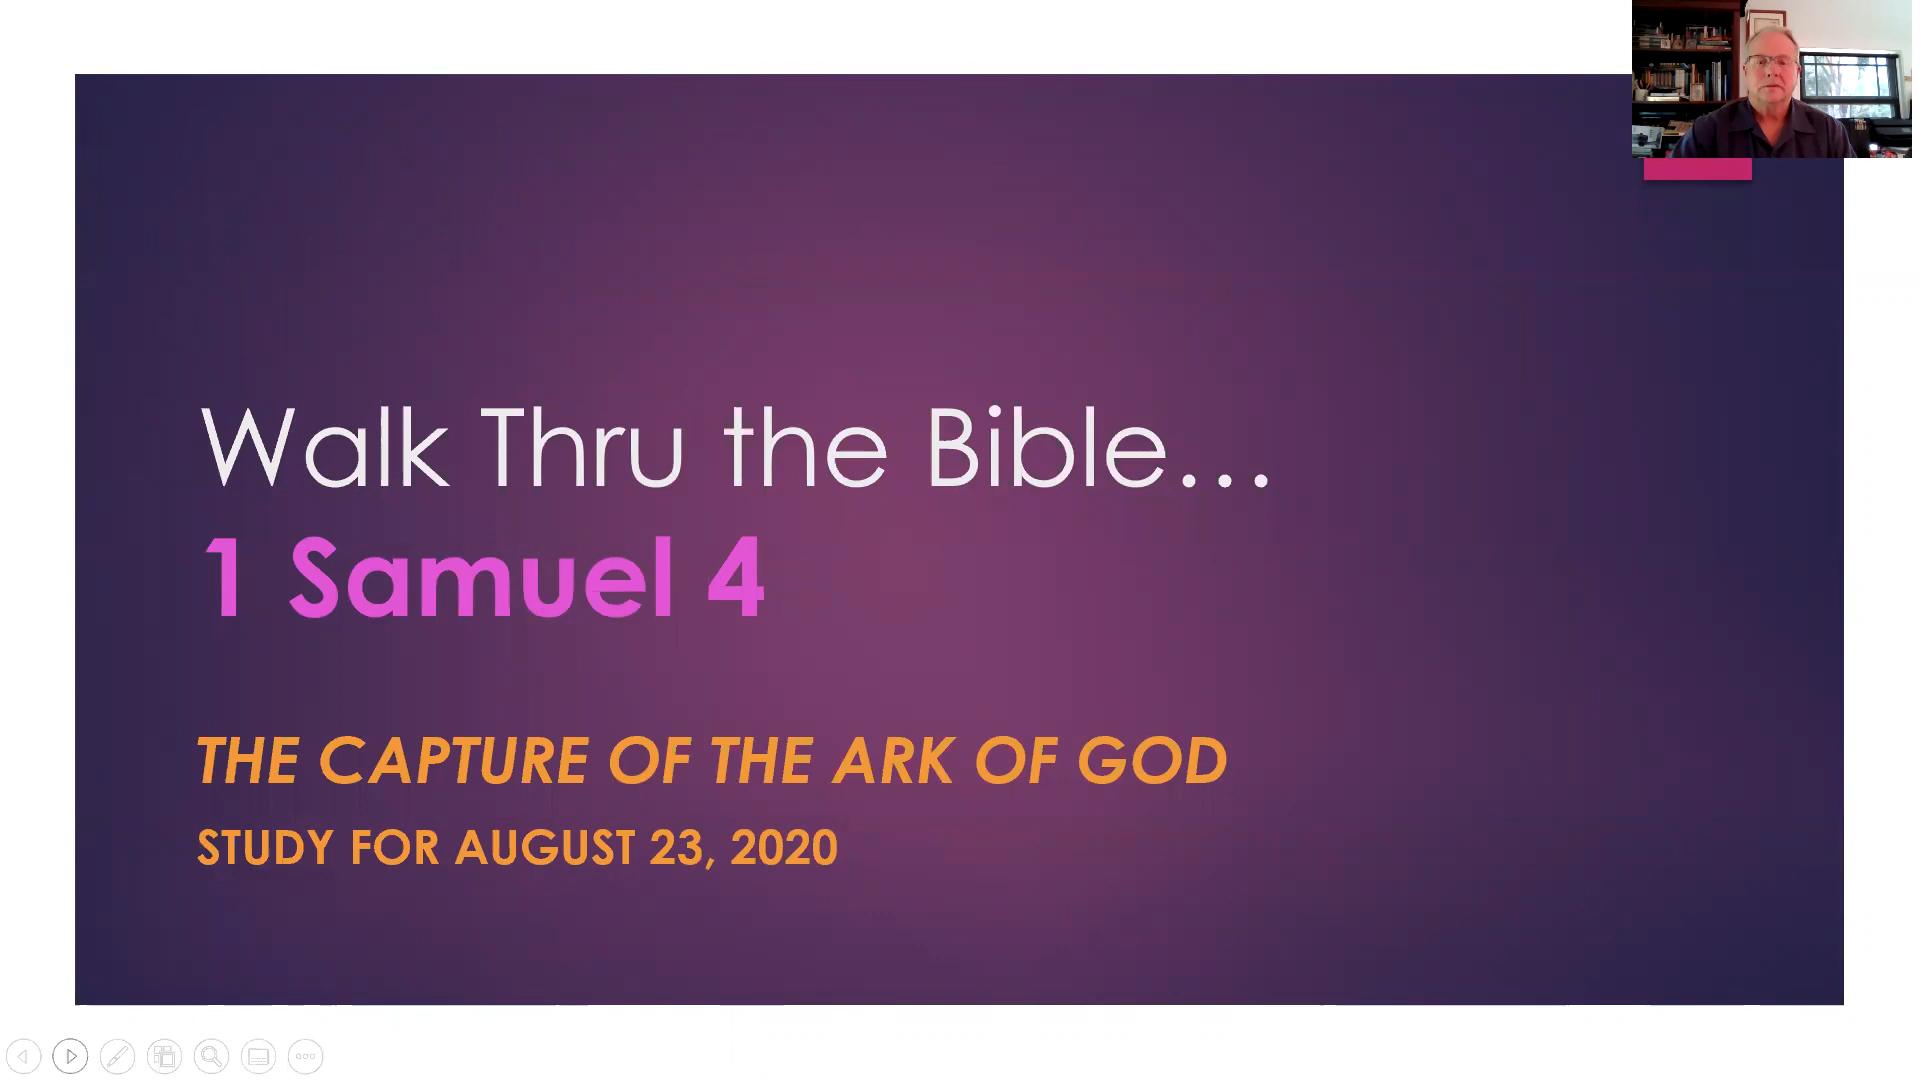 Walk Thru the Bible…
1 Samuel 4
THE CAPTURE OF THE ARK OF GOD
STUDY FOR AUGUST 23, 2020